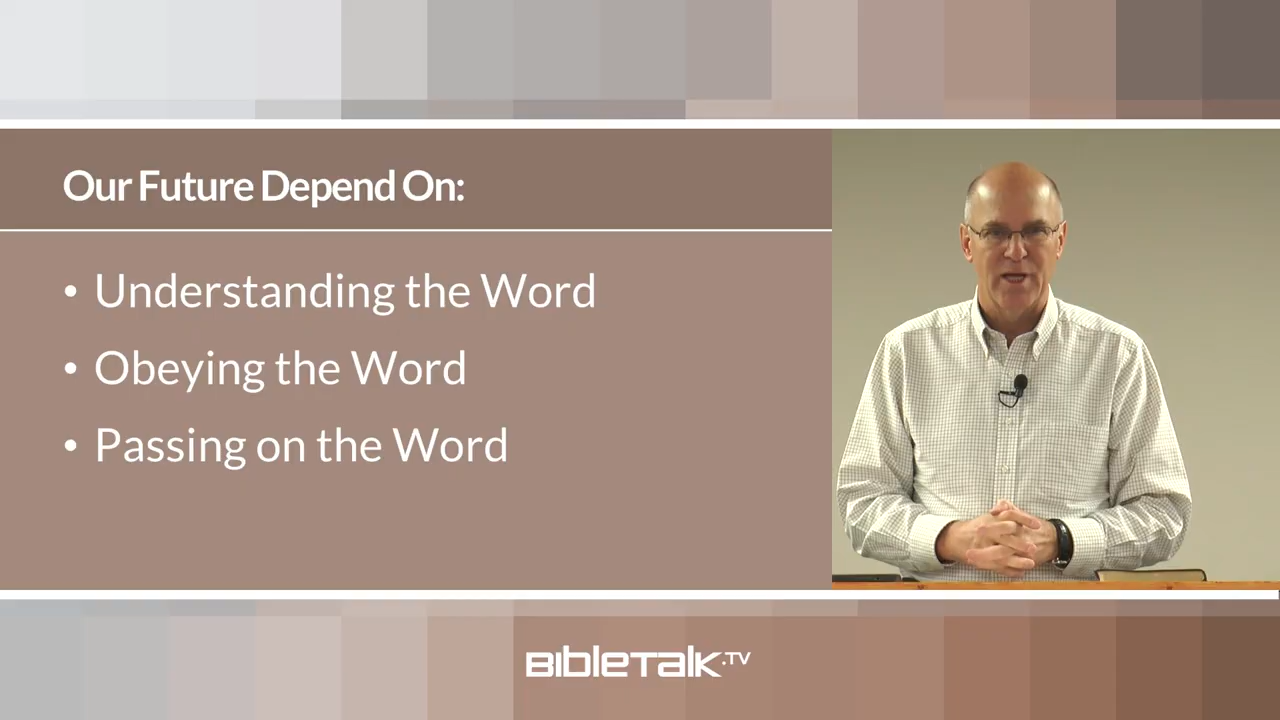 Our Future Depend On:
• Understanding the Word
• Obeying the Word
• Passing on the Word
BIBLETALK.TV